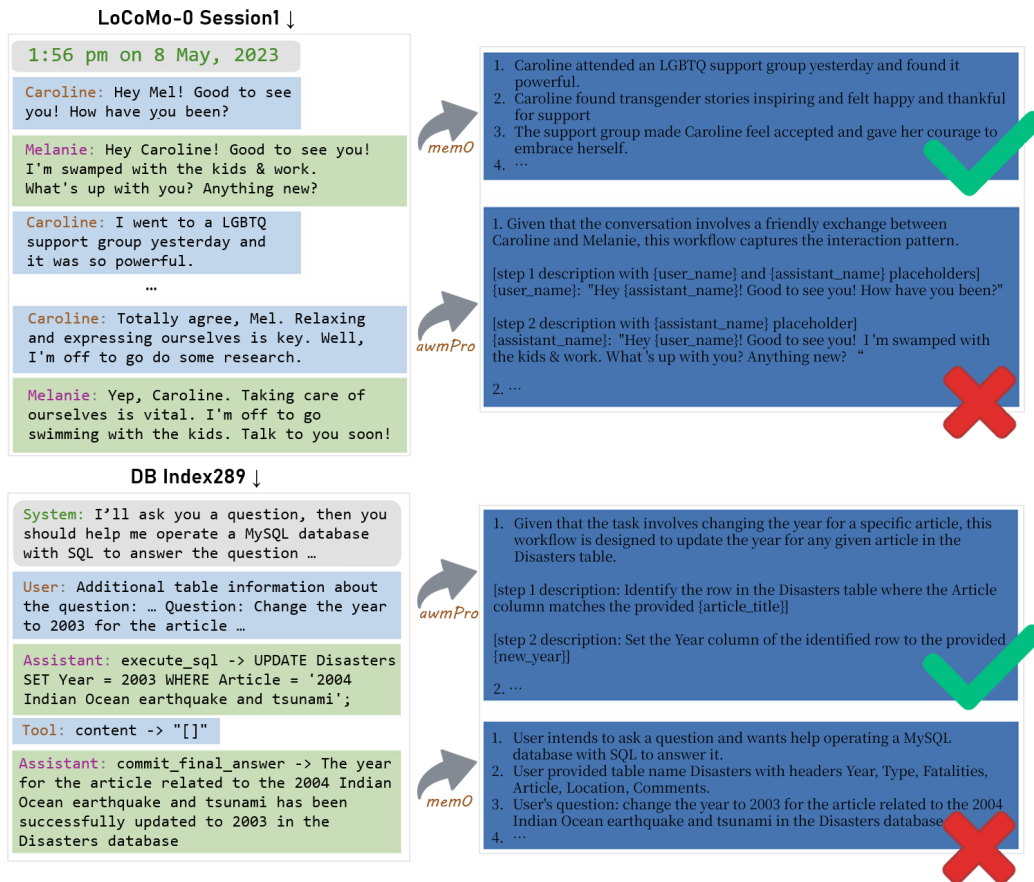 LoCoMo-0 Session1 ↓
1:56 pm on 8 May, 2023
Caroline: Hey Mel! Good to see
you! How have you been?
Melanie: Hey Caroline! Good to see you!
I'm swamped with the kids & work.
What's up with you? Anything new?
Caroline: I went to a LGBTQ
support group yesterday and
it was so powerful.
…
Caroline: Totally agree, Mel. Relaxing
and expressing ourselves is key. Well,
I'm off to go do some research.
Melanie: Yep, Caroline. Taking care of
ourselves is vital. I'm off to go
swimming with the kids. Talk to you soon!
mem0
1. Caroline attended an LGBTQ support group yesterday and found it
powerful.
2. Caroline found transgender stories inspiring and felt happy and thankful
for support
3. The support group made Caroline feel accepted and gave her courage to
embrace herself.
4. …
awmPro
1. Given that the conversation involves a friendly exchange between
Caroline and Melanie, this workflow captures the interaction pattern.
[step 1 description with {user_name} and {assistant_name} placeholders]
{user_name}: "Hey {assistant_name}! Good to see you! How have you been?"
[step 2 description with {assistant_name} placeholder]
{assistant_name}: "Hey {user_name}! Good to see you! I 'm swamped with
the kids & work. What 's up with you? Anything new? “
2. …
DB Index289 ↓
System: I’ll ask you a question, then you
should help me operate a MySQL database
with SQL to answer the question …
User: Additional table information about
the question: … Question: Change the year
to 2003 for the article …
Assistant: execute_sql -> UPDATE Disasters
SET Year = 2003 WHERE Article = '2004
Indian Ocean earthquake and tsunami';
Tool: content -> "[]"
Assistant: commit_final_answer -> The year
for the article related to the 2004 Indian
Ocean earthquake and tsunami has been
successfully updated to 2003 in the
Disasters database
awmPro
1. Given that the task involves changing the year for a specific article, this
workflow is designed to update the year for any given article in the
Disasters table.
[step 1 description: Identify the row in the Disasters table where the Article
column matches the provided {article_title}]
[step 2 description: Set the Year column of the identified row to the provided
{new_year}]
2. …
mem0
1. User intends to ask a question and wants help operating a MySQL
database with SQL to answer it.
2. User provided table name Disasters with headers Year, Type, Fatalities,
Article, Location, Comments.
3. User's question: change the year to 2003 for the article related to the 2004
Indian Ocean earthquake and tsunami in the Disasters database
4. …